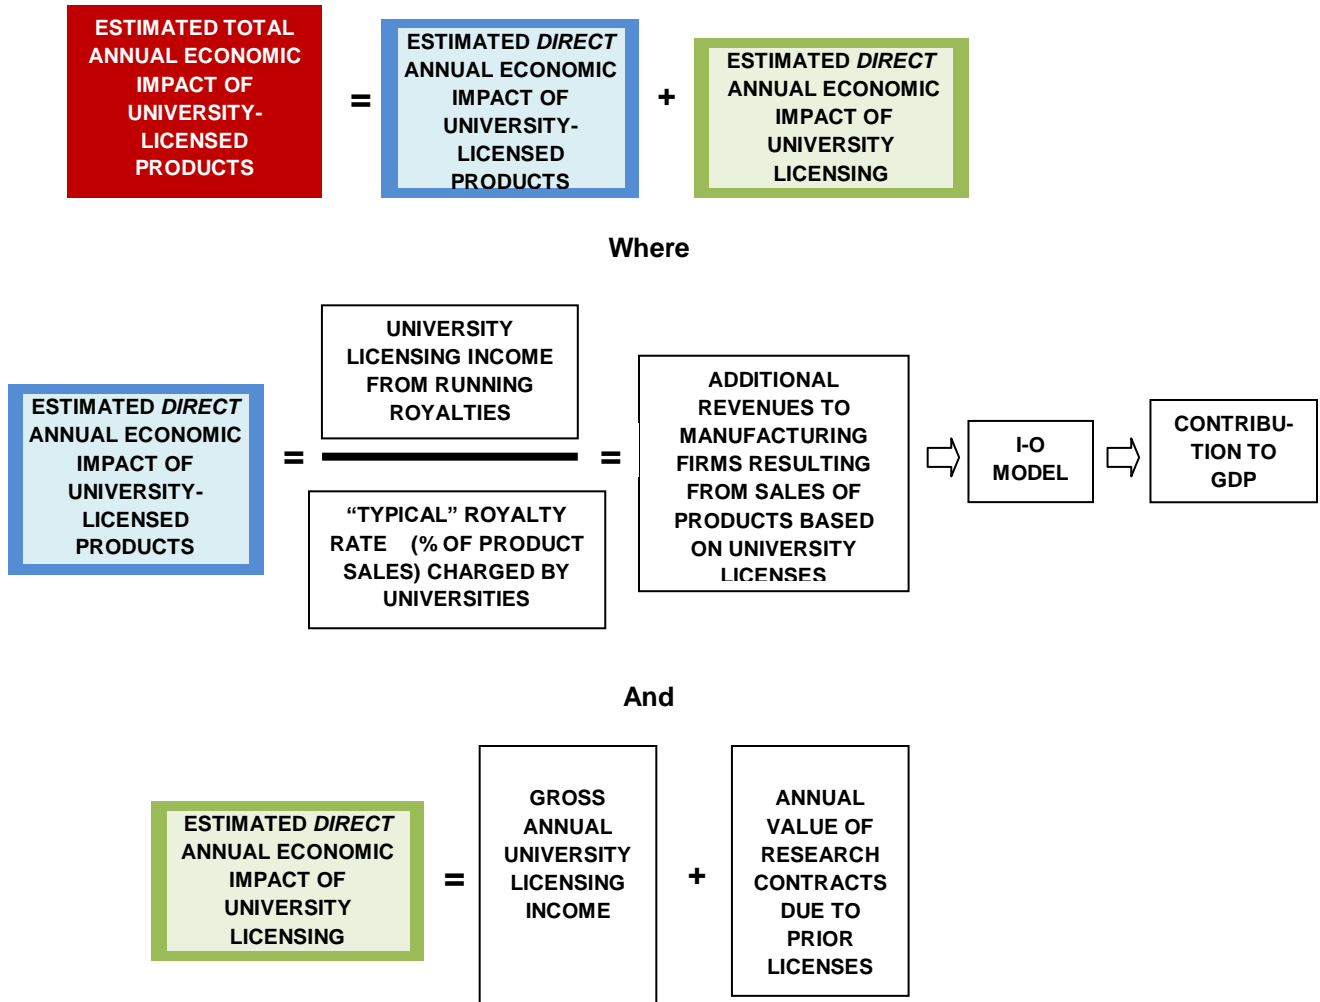 ESTIMATED TOTAL
ANNUAL ECONOMIC
IMPACT OF
UNIVERSITY-
LICENSED
PRODUCTS
=
ESTIMATED DIRECT
ANNUAL ECONOMIC
IMPACT OF
UNIVERSITY-
LICENSED
PRODUCTS
+
ESTIMATED DIRECT
ANNUAL ECONOMIC
IMPACT OF
UNIVERSITY
LICENSING
Where
ESTIMATED DIRECT
ANNUAL ECONOMIC
IMPACT OF
UNIVERSITY-
LICENSED
PRODUCTS
=
UNIVERSITY
LICENSING INCOME
FROM RUNNING
ROYALTIES
“TYPICAL” ROYALTY
RATE (% OF PRODUCT
SALES) CHARGED BY
UNIVERSITIES
=
ADDITIONAL
REVENUES TO
MANUFACTURING
FIRMS RESULTING
FROM SALES OF
PRODUCTS BASED
ON UNIVERSITY
LICENSES
I-O
MODEL
CONTRIBU-
TION TO
GDP
And
ESTIMATED DIRECT
ANNUAL ECONOMIC
IMPACT OF
UNIVERSITY
LICENSING
=
GROSS
ANNUAL
UNIVERSITY
LICENSING
INCOME
+
ANNUAL
VALUE OF
RESEARCH
CONTRACTS
DUE TO
PRIOR
LICENSES